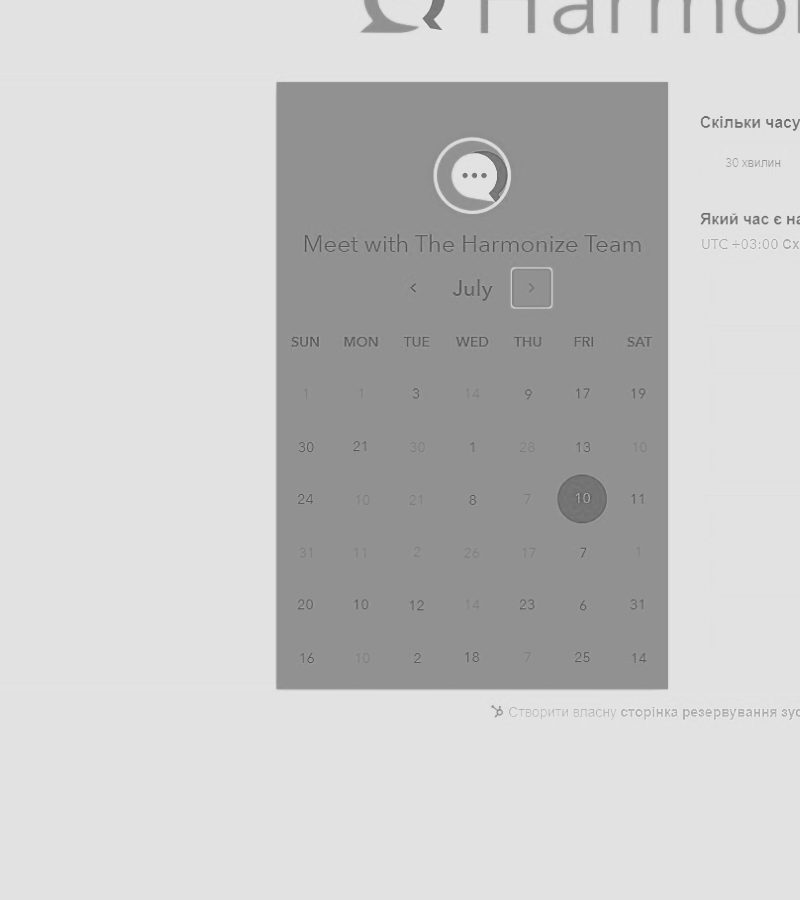 Harmo
Meet with The Harmonize Team
July
SUN MON TUE WED THU FRI SAT
1 1 3 14 9 17 19
30 21 30 1 28 13 10
24 10 21 8 7 10 11
31 11 2 26 17 7 1
20 10 12 14 23 6 31
16 10 2 18 7 25 14
Скільки часу
30 хвилин
Який час є на
UTC +03:00 Сх
Створити власну сторінка резервування зус